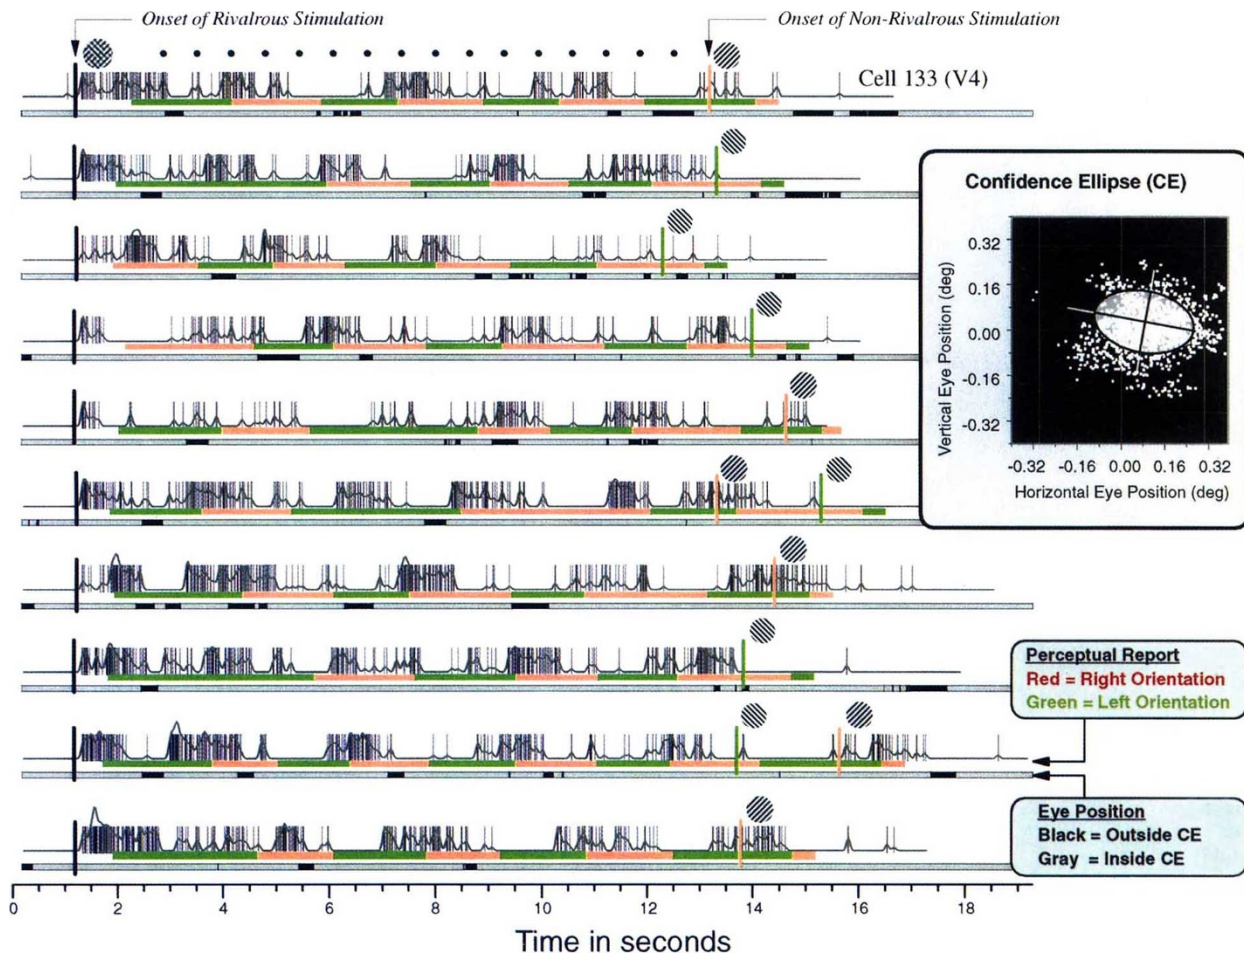 Onset of Rivalrous Stimulation
Onset of Non-Rivalrous Stimulation
Cell 133 (V4)
Confidence Ellipse (CE)
Vertical Eye Position (deg)
0.32
0.16
0.00
-0.16
-0.32
-0.32 -0.16 0.00 0.16 0.32
Horizontal Eye Position (deg)
Perceptual Report
Red = Right Orientation
Green = Left Orientation
Eye Position
Black = Outside CE
Gray = Inside CE
0 2 4 6 8 10 12 14 16 18
Time in seconds